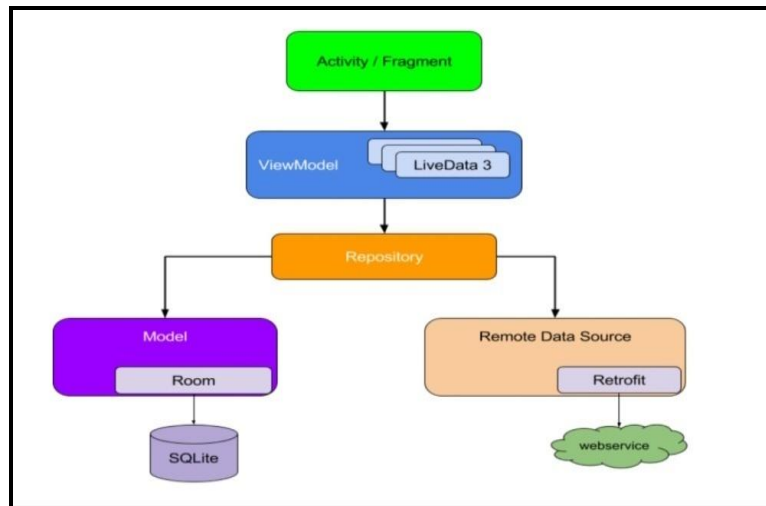 Activity / Fragment
ViewModel
LiveData 3
Repository
Model
Remote Data Source
Room
Retrofit
SQLite
webservice